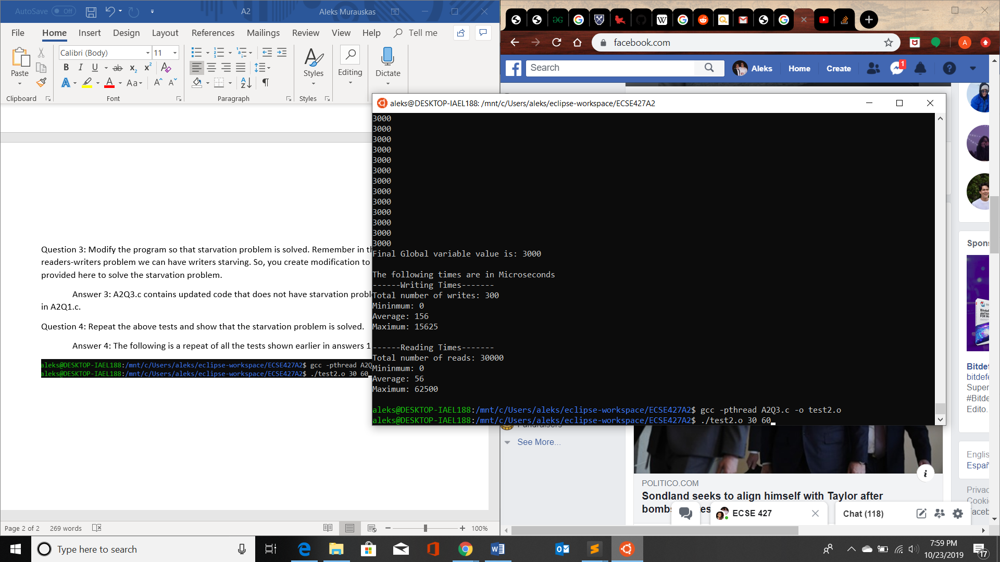 AutoSave Off A2 Aleks Murauskas
File Home Insert Design Layout References Mailings Review View Help Tell me
Calibri (Body) 11
Paste
B I U ab x₂ x²
A A Aa A A
Styles Editing Dictate
Clipboard Font Paragraph Styles
Question 3: Modify the program so that starvation problem is solved. Remember in
readers-writers problem we can have writers starving. So, you create modification to
provided here to solve the starvation problem.
Answer 3: A2Q3.c contains updated code that does not have starvation
in A2Q1.c.
Question 4: Repeat the above tests and show that the starvation problem is solved.
Answer 4: The following is a repeat of all the tests shown earlier in answers 1
aleks@DESKTOP-IAEL188:/mnt/c/Users/aleks/eclipse-workspace/ECSE427A2$ gcc -pthread A2Q
aleks@DESKTOP-IAEL188:/mnt/c/Users/aleks/eclipse-workspace/ECSE427A2$ ./test2.o 30 60
Page 2 of 2 269 words 100%
facebook.com
A
Search
Aleks Home Create 1
aleks@DESKTOP-IAEL188: /mnt/c/Users/aleks/eclipse-workspace/ECSE427A2
3000
3000
3000
3000
3000
3000
3000
3000
3000
3000
3000
3000
3000
Final Global variable value is: 3000
The following times are in Microseconds
------Writing Times-------
Total number of writes: 300
Mininmum: 0
Average: 156
Maximum: 15625
------Reading Times-------
Total number of reads: 30000
Mininmum: 0
Average: 56
Maximum: 62500
aleks@DESKTOP-IAEL188:/mnt/c/Users/aleks/eclipse-workspace/ECSE427A2$ gcc -pthread A2Q3.c -o test2.o
aleks@DESKTOP-IAEL188:/mnt/c/Users/aleks/eclipse-workspace/ECSE427A2$ ./test2.o 30 60
Fundraisers
See More...
POLITICO.COM
Sondland seeks to align himself with Taylor after
Spons
Bitdef
bitdefe
Super
#Bitde
Edito.
Englis
Españ
Privac
Cooki
Faceb
ECSE 427
Chat (118)
Type here to search
7:59 PM
10/23/2019
17